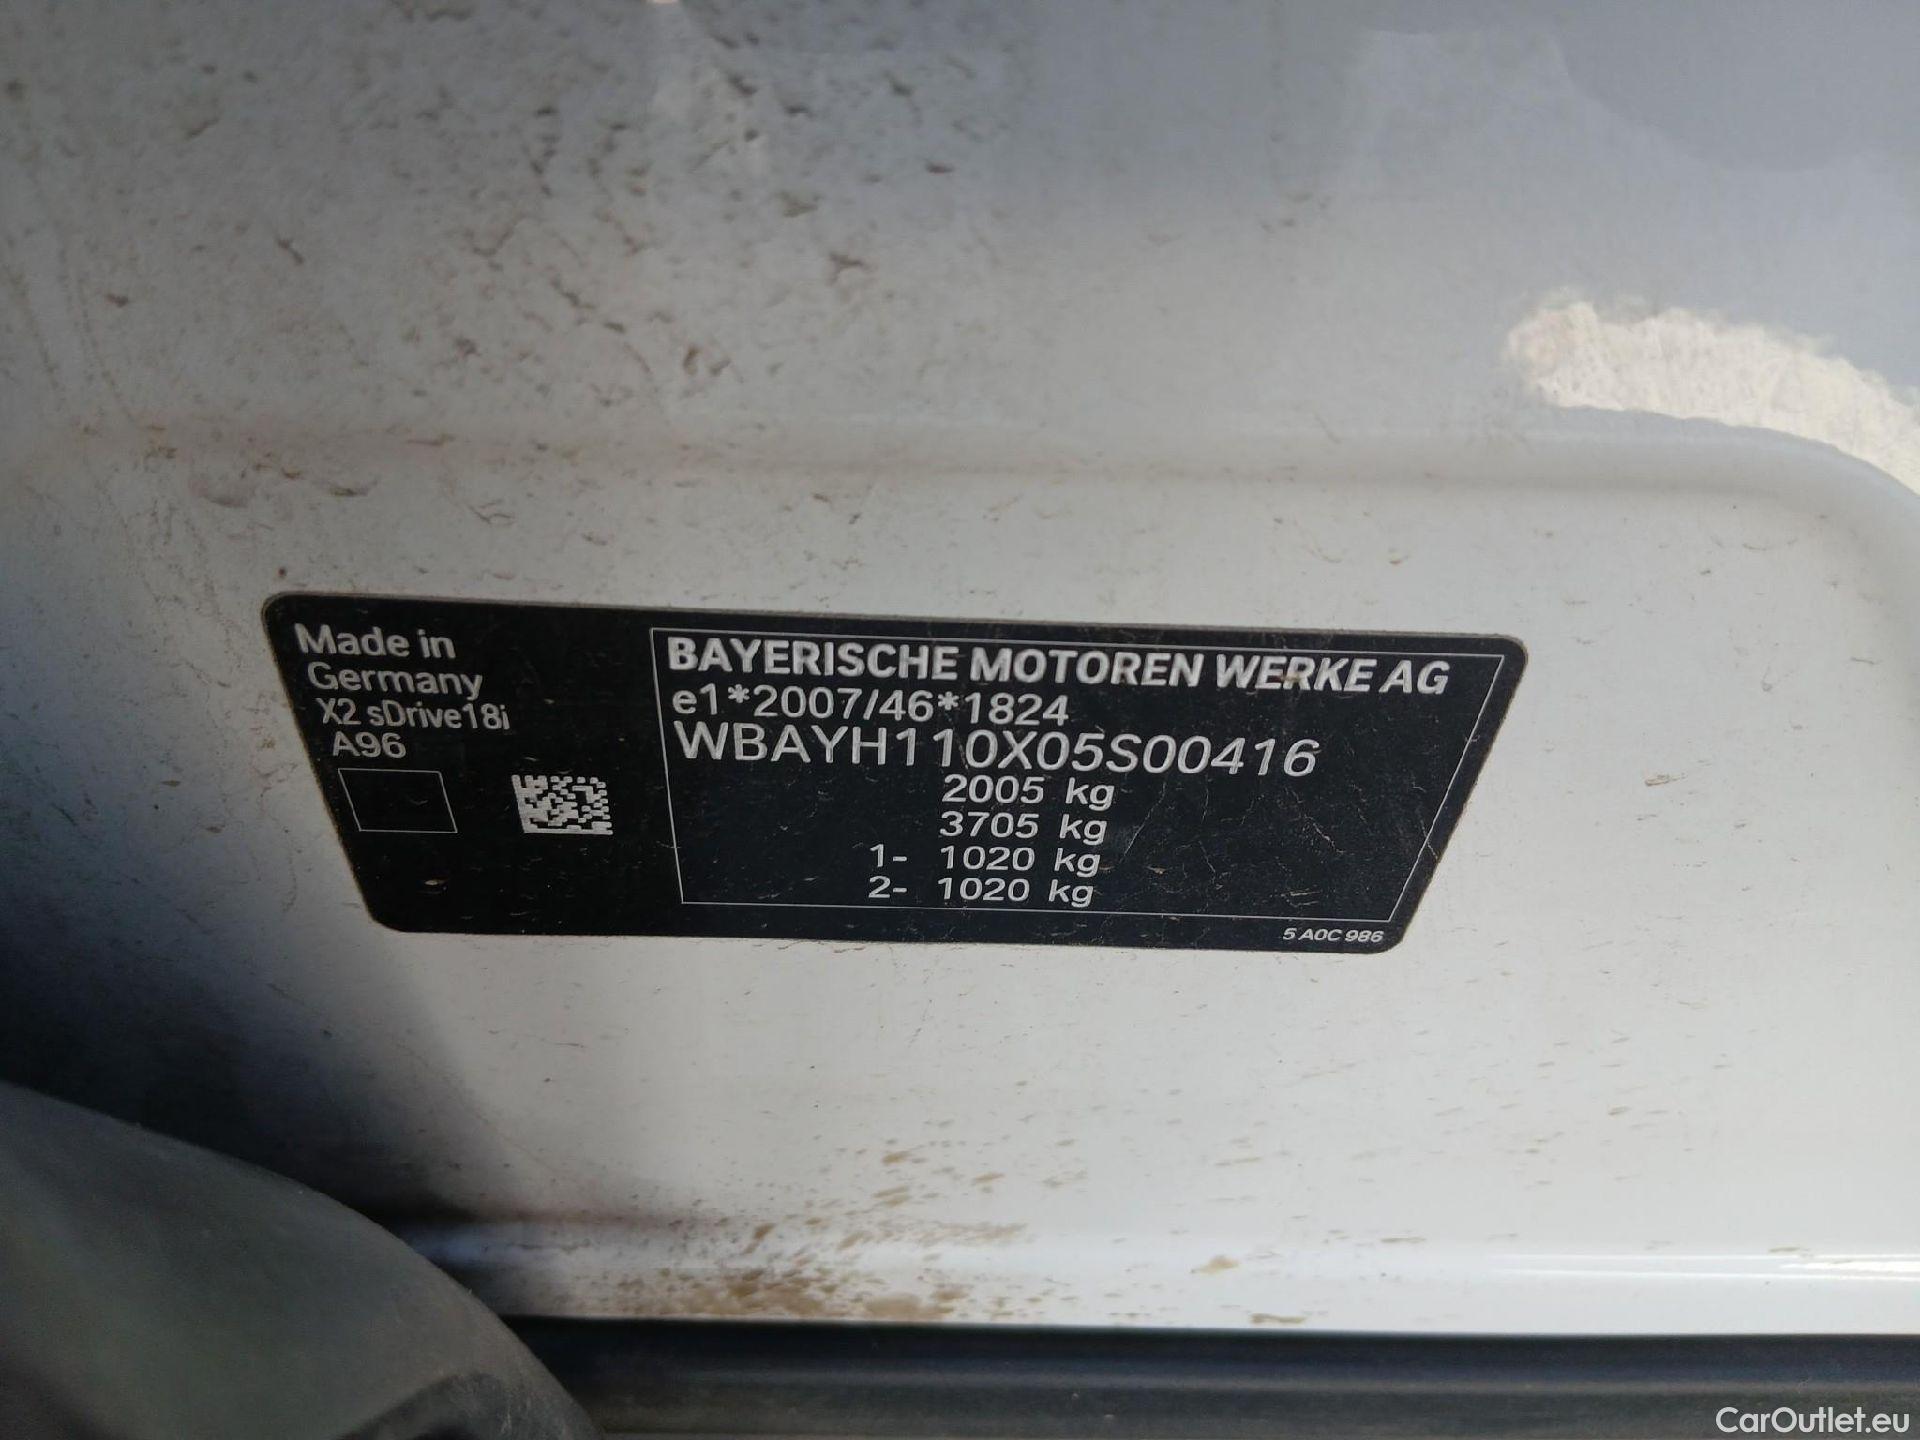 Made in
Germany
X2 sDrive18i
A96
BAYERISCHE MOTOREN WERKE AG
e1*2007/46*1824
WBAYH110X05S00416
2005 kg
3705 kg
1- 1020 kg
2- 1020 kg
5 A0C 986
CarOutlet.eu